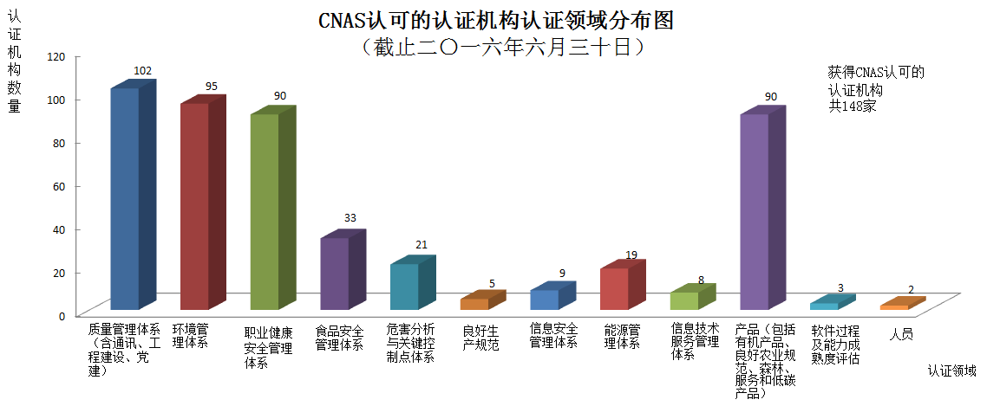 CNAS认可的认证机构认证领域分布图
（截止二〇一六年六月三十日）
认证机构数量
获得CNAS认可的
认证机构
共148家
120
100
80
60
40
20
0
102
95
90
33
21
5
9
19
8
90
3
2
质量管理体系
（含通讯、工
程建设、党
建）
环境管
理体系
职业健康
安全管理
体系
食品安全
管理体系
危害分析
与关键控
制点体系
良好生
产规范
信息安全
管理体系
能源管
理体系
信息技术
服务管理
体系
产品（包括
有机产品、
良好农业规
范、森林、
服务和低碳
产品）
软件过程
及能力成
熟度评估
人员
认证领域